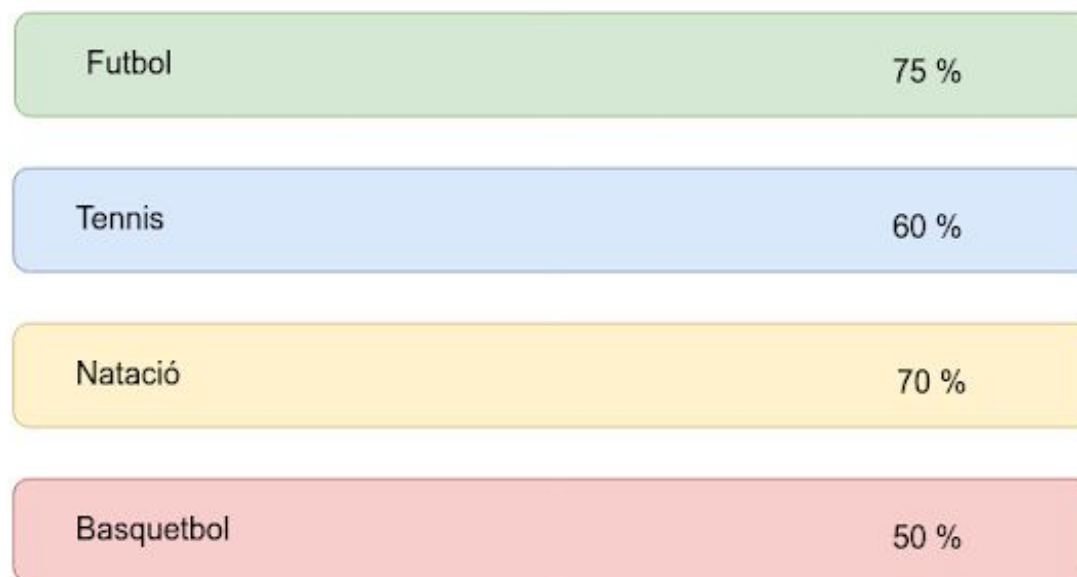 Futbol 75 %
Tennis 60 %
Natació 70 %
Basquetbol 50 %